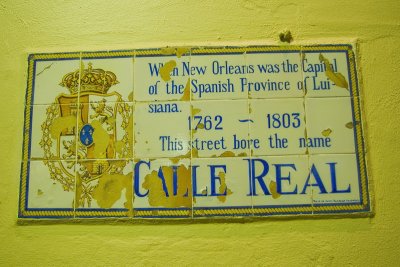 When New Orleans was the Capital
of the Spanish Province of Lou-
siana.
1762 ~ 1803
This street bore the name
CALLE REAL